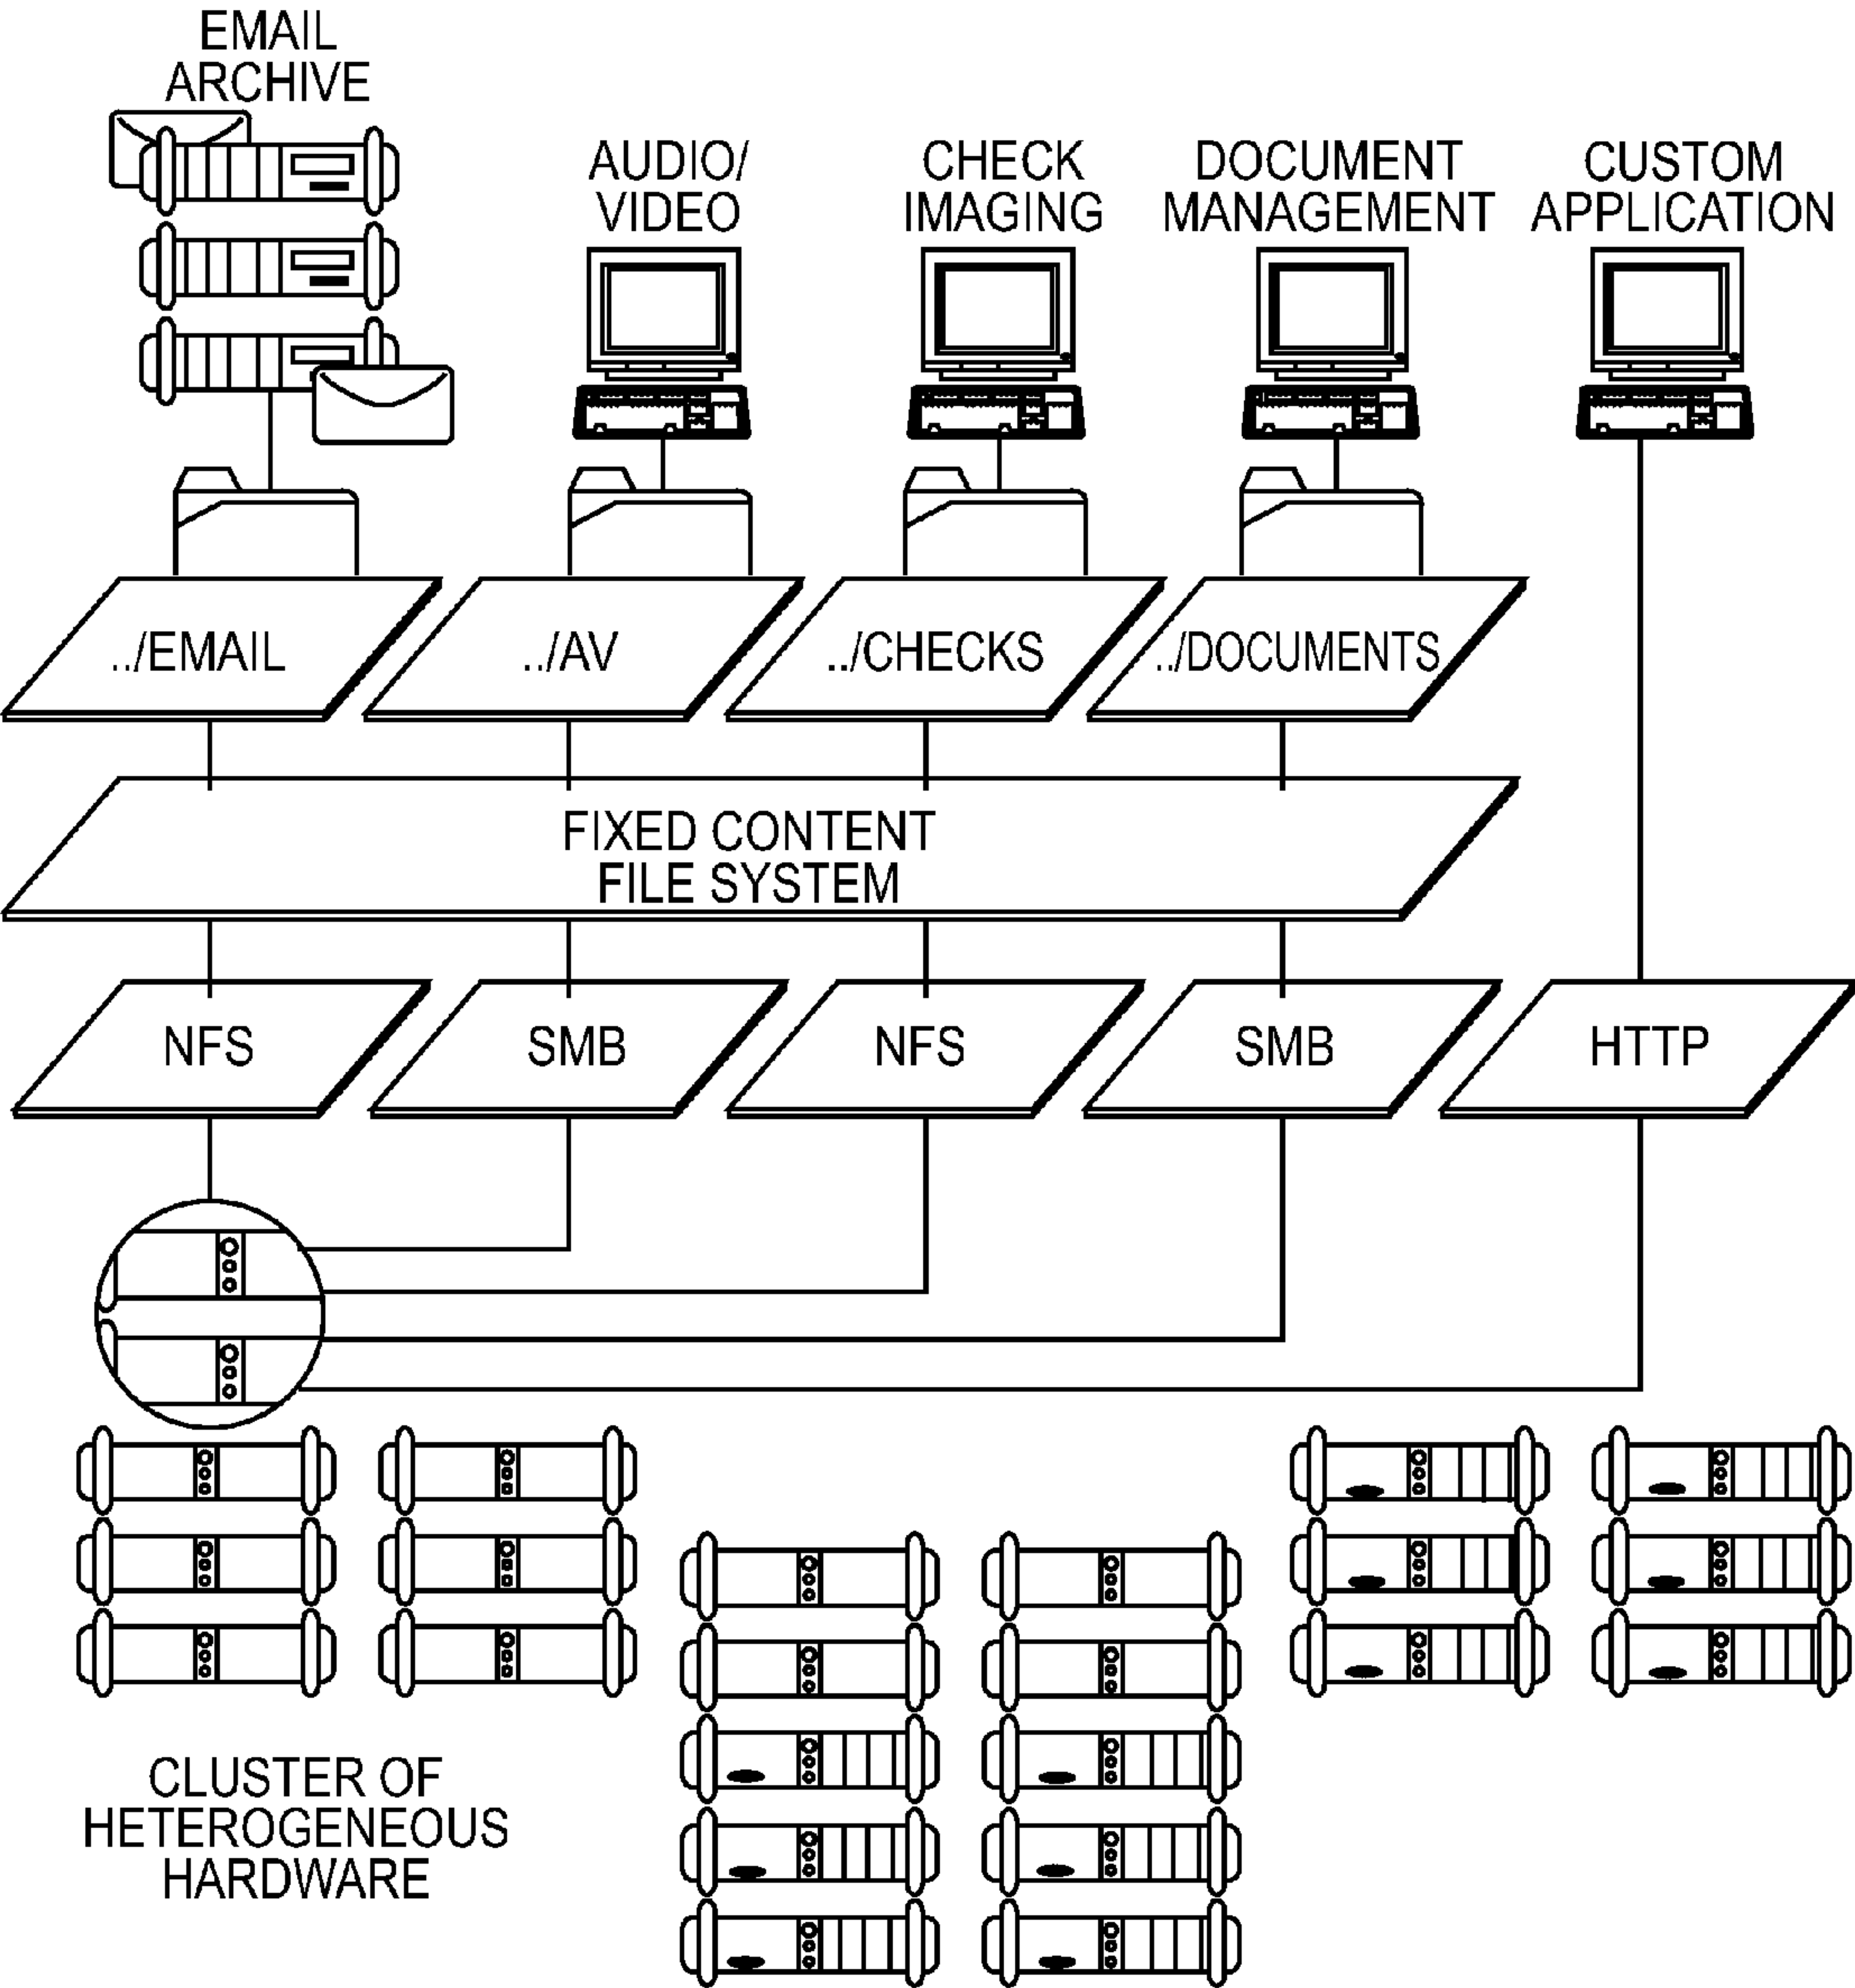 EMAIL
ARCHIVE
AUDIO/
VIDEO
CHECK
IMAGING
DOCUMENT
MANAGEMENT
CUSTOM
APPLICATION
../EMAIL
../AV
../CHECKS
../DOCUMENTS
FIXED CONTENT
FILE SYSTEM
NFS
SMB
NFS
SMB
HTTP
CLUSTER OF
HETEROGENEOUS
HARDWARE